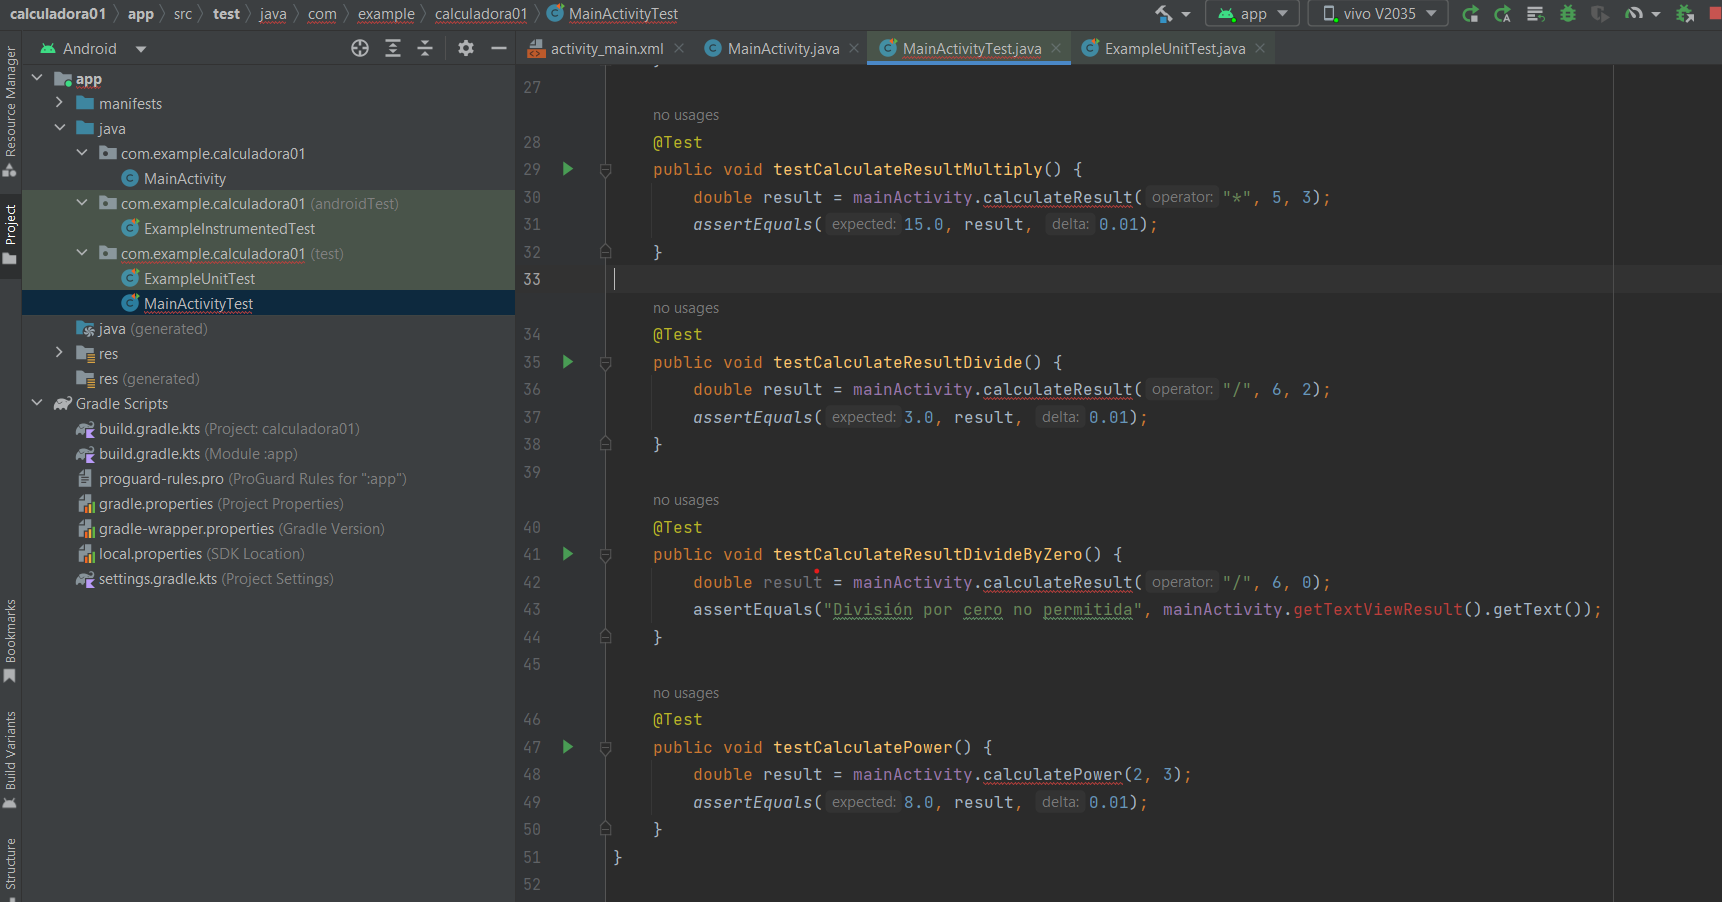 calculadora01 app src test java com example calculadora01 MainActivityTest
app vivo V2035
Resource Manager
Project
Bookmarks
Build Variants
Structure
Android
app
manifests
java
com.example.calculadora01
MainActivity
com.example.calculadora01 (androidTest)
ExampleInstrumentedTest
com.example.calculadora01 (test)
ExampleUnitTest
MainActivityTest
java (generated)
res
res (generated)
Gradle Scripts
build.gradle.kts (Project: calculadora01)
build.gradle.kts (Module :app)
proguard-rules.pro (ProGuard Rules for ":app")
gradle.properties (Project Properties)
gradle-wrapper.properties (Gradle Version)
local.properties (SDK Location)
settings.gradle.kts (Project Settings)
activity_main.xml MainActivity.java MainActivityTest.java ExampleUnitTest.java
27
no usages
28 @Test
29 public void testCalculateResultMultiply() {
30 double result = mainActivity.calculateResult( operator: "*", 5, 3);
31 assertEquals( expected: 15.0, result, delta: 0.01);
32 }
33
no usages
34 @Test
35 public void testCalculateResultDivide() {
36 double result = mainActivity.calculateResult( operator: "/", 6, 2);
37 assertEquals( expected: 3.0, result, delta: 0.01);
38 }
39
no usages
40 @Test
41 public void testCalculateResultDivideByZero() {
42 double result = mainActivity.calculateResult( operator: "/", 6, 0);
43 assertEquals("División por cero no permitida", mainActivity.getTextViewResult().getText());
44 }
45
no usages
46 @Test
47 public void testCalculatePower() {
48 double result = mainActivity.calculatePower(2, 3);
49 assertEquals( expected: 8.0, result, delta: 0.01);
50 }
51 }
52